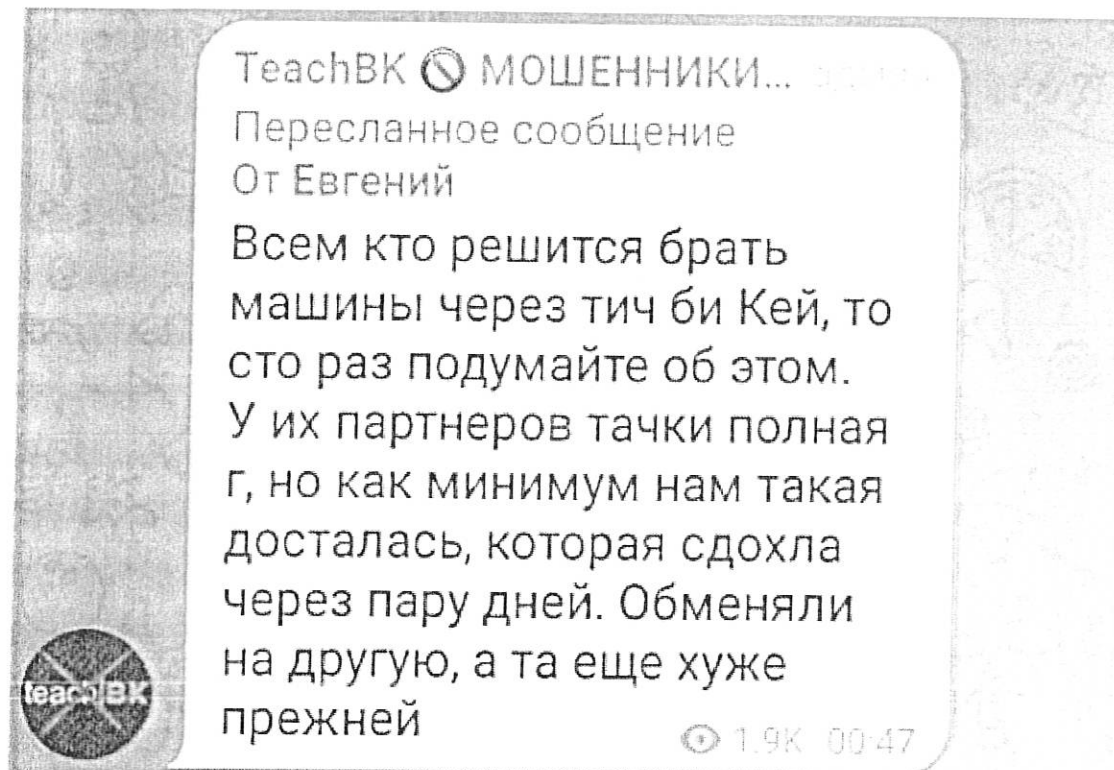 TeachBK 🚫 МОШЕННИКИ...
Пересланное сообщение
От Евгений
Всем кто решится брать
машины через тич би Кей, то
сто раз подумайте об этом.
У их партнеров тачки полная
г, но как минимум нам такая
досталась, которая сдохла
через пару дней. Обменяли
на другую, а та еще хуже
прежней
1.9K 00:47
teachBK